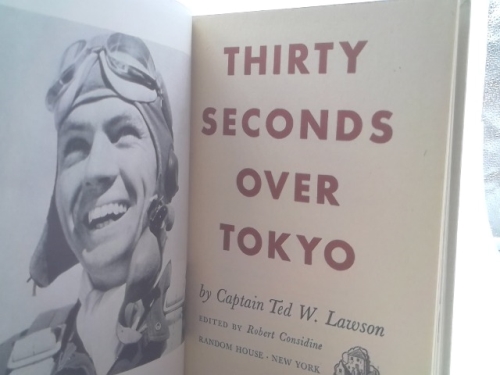 THIRTY
SECONDS
OVER
TOKYO
by Captain Ted W. Lawson
EDITED BY Robert Considine
RANDOM HOUSE · NEW YORK